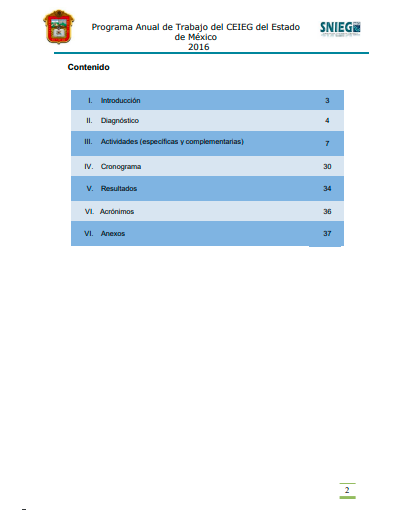 Programa Anual de Trabajo del CEIEG del Estado
de México
2016
SNIEG
Contenido
I. Introducción 3
II. Diagnóstico 4
III. Actividades (específicas y complementarias) 7
IV. Cronograma 30
V. Resultados 34
VI. Acrónimos 36
VI. Anexos 37
2